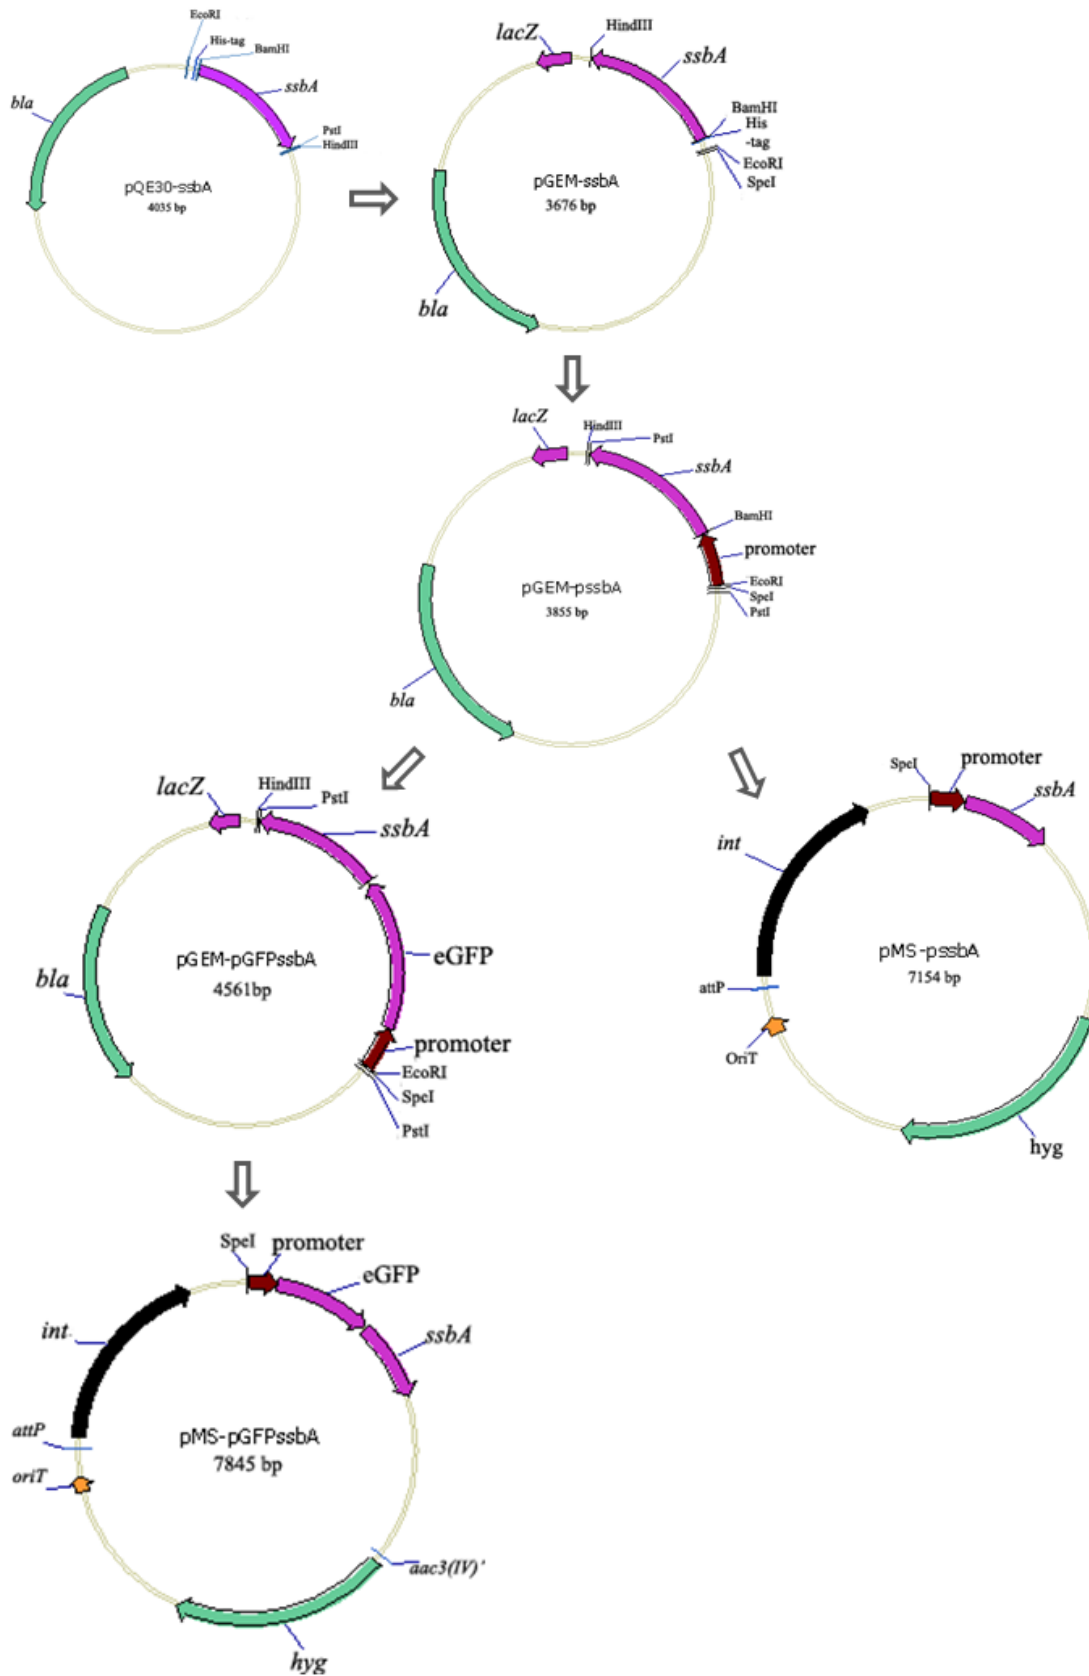 EcoRI
His-tag
BamHI
ssbA
bla
PstI
HindIII
pQE30-ssbA
4035 bp
lacZ
HindIII
ssbA
BamHI
His
-tag
EcoRI
SpeI
pGEM-ssbA
3676 bp
bla
lacZ
HindIII
PstI
ssbA
BamHI
promoter
EcoRI
SpeI
PstI
pGEM-pssbA
3855 bp
bla
lacZ
HindIII
PstI
ssbA
pGEM-pGFPssbA
4561bp
eGFP
bla
promoter
EcoRI
SpeI
PstI
SpeI
promoter
ssbA
int
pMS-pssbA
7154 bp
attP
OriT
hyg
SpeI
promoter
eGFP
ssbA
int
pMS-pGFPssbA
7845 bp
attP
oriT
aac3(IV)'
hyg